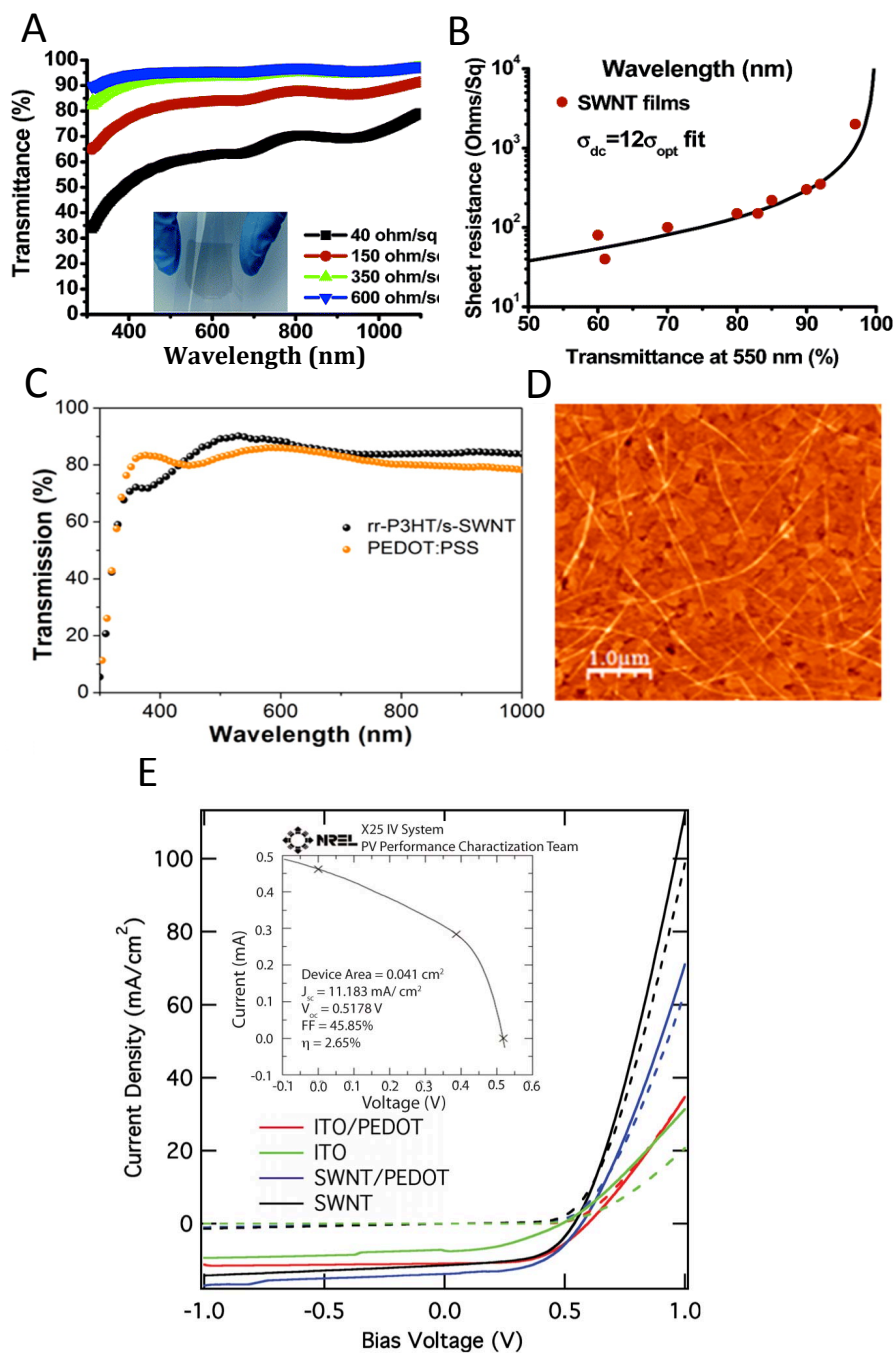 A
Transmittance (%)
100
90
80
70
60
50
40
30
20
10
0
40 ohm/sq
150 ohm/sq
350 ohm/sq
600 ohm/sq
400 600 800 1000
Wavelength (nm)
B
Sheet resistance (Ohms/Sq)
10⁴
10³
10²
10¹
Wavelength (nm)
SWNT films
σdc=12σopt fit
50 60 70 80 90 100
Transmittance at 550 nm (%)
C
Transmission (%)
100
80
60
40
20
0
rr-P3HT/s-SWNT
PEDOT:PSS
400 600 800 1000
Wavelength (nm)
D
1.0μm
E
Current Density (mA/cm²)
100
80
60
40
20
0
NREL
X25 IV System
PV Performance Charactization Team
Current (mA)
0.5
0.4
0.3
0.2
0.1
0.0
-0.1
Device Area = 0.041 cm²
Jsc = 11.183 mA/ cm²
Voc = 0.5178 V
FF = 45.85%
η = 2.65%
-0.1 0.0 0.1 0.2 0.3 0.4 0.5 0.6
Voltage (V)
ITO/PEDOT
ITO
SWNT/PEDOT
SWNT
-1.0 -0.5 0.0 0.5 1.0
Bias Voltage (V)